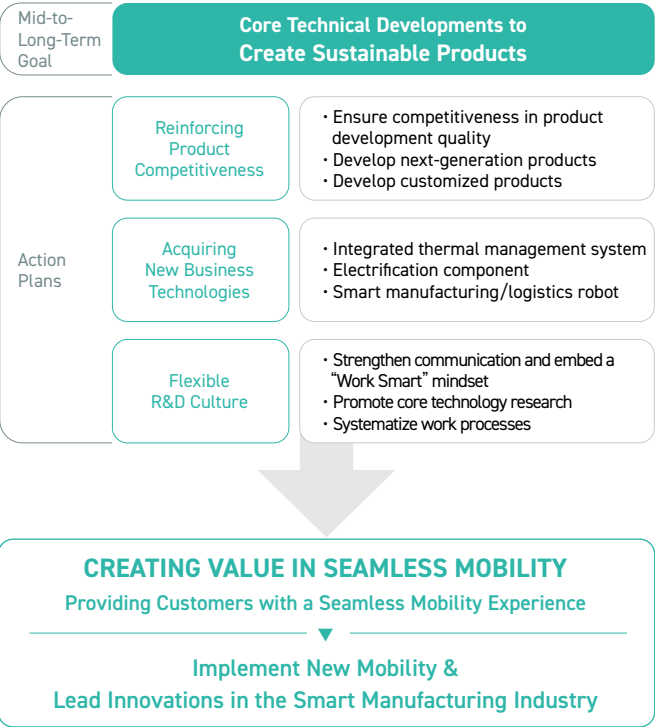 Mid-to-
Long-Term
Goal
Core Technical Developments to
Create Sustainable Products
Action
Plans
Reinforcing
Product
Competitiveness
· Ensure competitiveness in product
development quality
· Develop next-generation products
· Develop customized products
Acquiring
New Business
Technologies
· Integrated thermal management system
· Electrification component
· Smart manufacturing/logistics robot
Flexible
R&D Culture
· Strengthen communication and embed a
“Work Smart” mindset
· Promote core technology research
· Systematize work processes
CREATING VALUE IN SEAMLESS MOBILITY
Providing Customers with a Seamless Mobility Experience
Implement New Mobility &
Lead Innovations in the Smart Manufacturing Industry